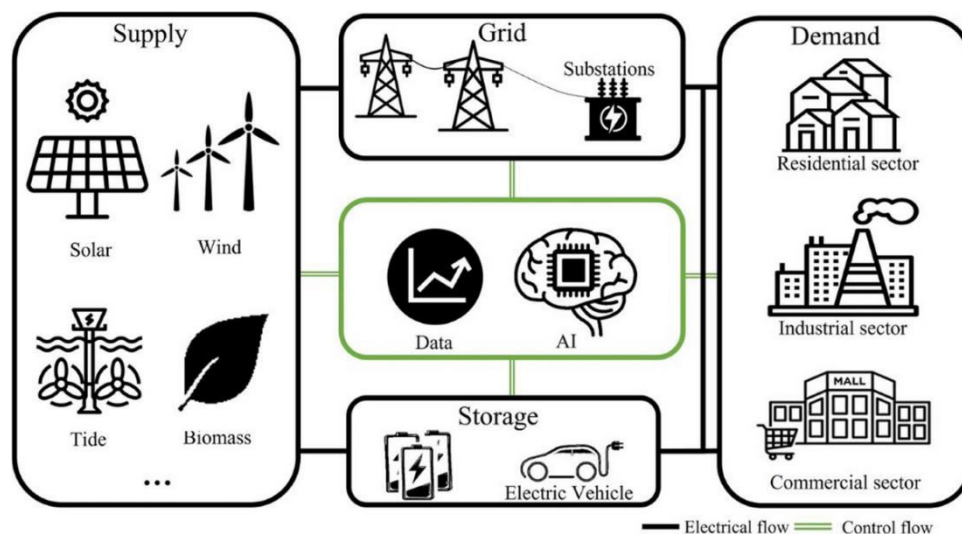 Supply
Solar
Wind
Tide
Biomass
...
Grid
Substations
Data
AI
Storage
Electric Vehicle
Demand
Residential sector
Industrial sector
MALL
Commercial sector
Electrical flow
Control flow